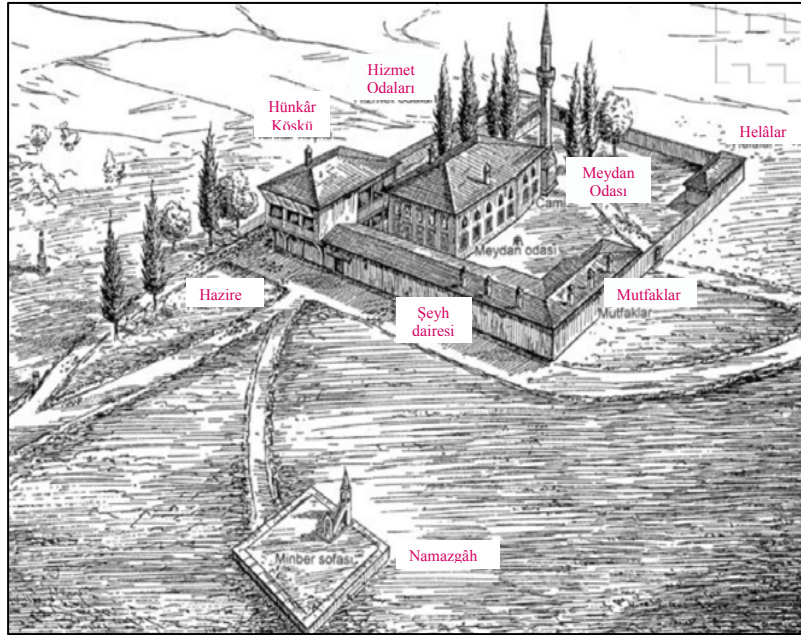 Hizmet
Odaları
Hünkâr
Köşkü
Helâlar
Meydan
Odası
Cami
Meydan odası
Hazire
Şeyh
dairesi
Mutfaklar
Mutfaklar
Namazgâh
Minber sofası